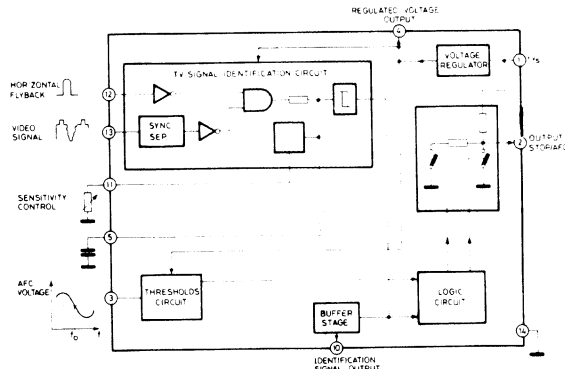 REGULATED VOLTAGE
OUTPUT
4
TV SIGNAL IDENTIFICATION CIRCUIT
VOLTAGE
REGULATOR
1
HORIZONTAL
FLYBACK
12
VIDEO
SIGNAL
13
SYNC
SEP
2
OUTPUT
11
SENSITIVITY
CONTROL
5
AFC
VOLTAGE
3
THRESHOLDS
CIRCUIT
LOGIC
CIRCUIT
BUFFER
STAGE
14
fo
f
10
IDENTIFICATION
SIGNAL OUTPUT